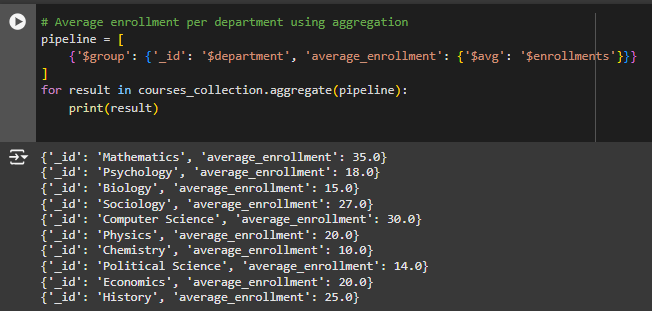 # Average enrollment per department using aggregation
pipeline = [
    {'$group': {'_id': '$department', 'average_enrollment': {'$avg': '$enrollments'}}}
]
for result in courses_collection.aggregate(pipeline):
    print(result)
{'_id': 'Mathematics', 'average_enrollment': 35.0}
{'_id': 'Psychology', 'average_enrollment': 18.0}
{'_id': 'Biology', 'average_enrollment': 15.0}
{'_id': 'Sociology', 'average_enrollment': 27.0}
{'_id': 'Computer Science', 'average_enrollment': 30.0}
{'_id': 'Physics', 'average_enrollment': 20.0}
{'_id': 'Chemistry', 'average_enrollment': 10.0}
{'_id': 'Political Science', 'average_enrollment': 14.0}
{'_id': 'Economics', 'average_enrollment': 20.0}
{'_id': 'History', 'average_enrollment': 25.0}